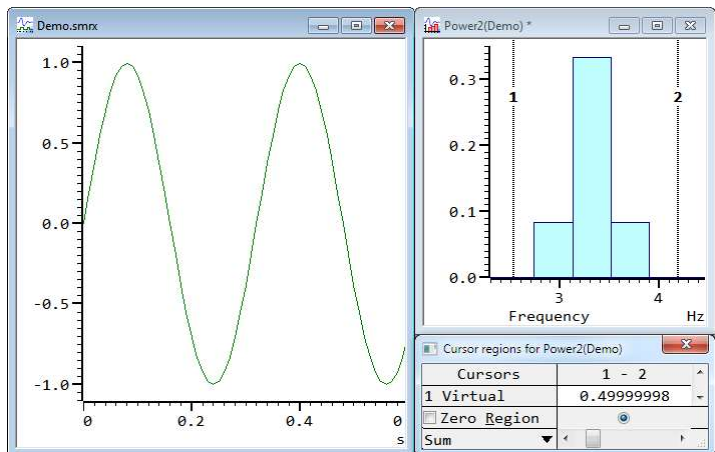 Demo.smrx
1.0
0.5
0.0
-0.5
-1.0
0 0.2 0.4 0
s
Power2(Demo) *
0.3
0.2
0.1
0.0
1 2
3 4
Frequency Hz
Cursor regions for Power2(Demo)
Cursors 1 - 2
1 Virtual 0.49999998
Zero Region
Sum